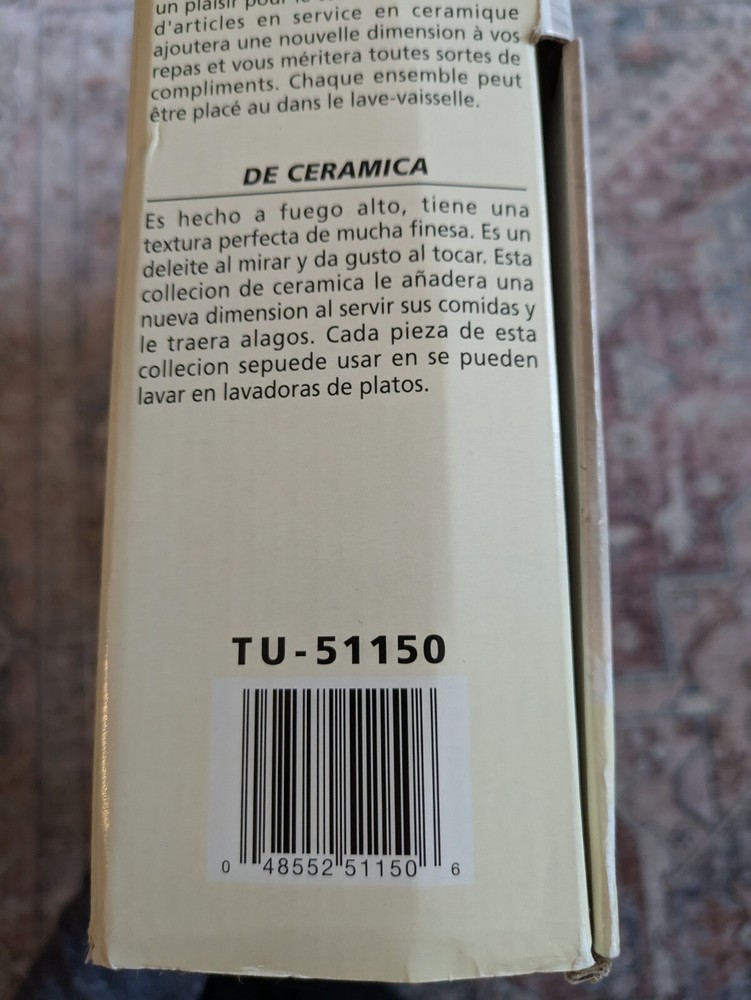 un plaisir pour le
d'articles en service en ceramique
ajoutera une nouvelle dimension à vos
repas et vous méritera toutes sortes de
compliments. Chaque ensemble peut
être placé au dans le lave-vaisselle.
DE CERAMICA
Es hecho a fuego alto, tiene una
textura perfecta de mucha finesa. Es un
deleite al mirar y da gusto al tocar. Esta
collecion de ceramica le añadera una
nueva dimension al servir sus comidas y
le traera alagos. Cada pieza de esta
collecion sepuede usar en se pueden
lavar en lavadoras de platos.
TU-51150
0 48552 51150 6